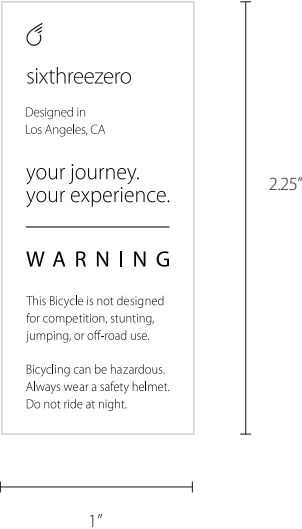 sixthreezero
Designed in
Los Angeles, CA
your journey.
your experience.
WARNING
This Bicycle is not designed
for competition, stunting,
jumping, or off-road use.
Bicycling can be hazardous.
Always wear a safety helmet.
Do not ride at night.
2.25”
1”